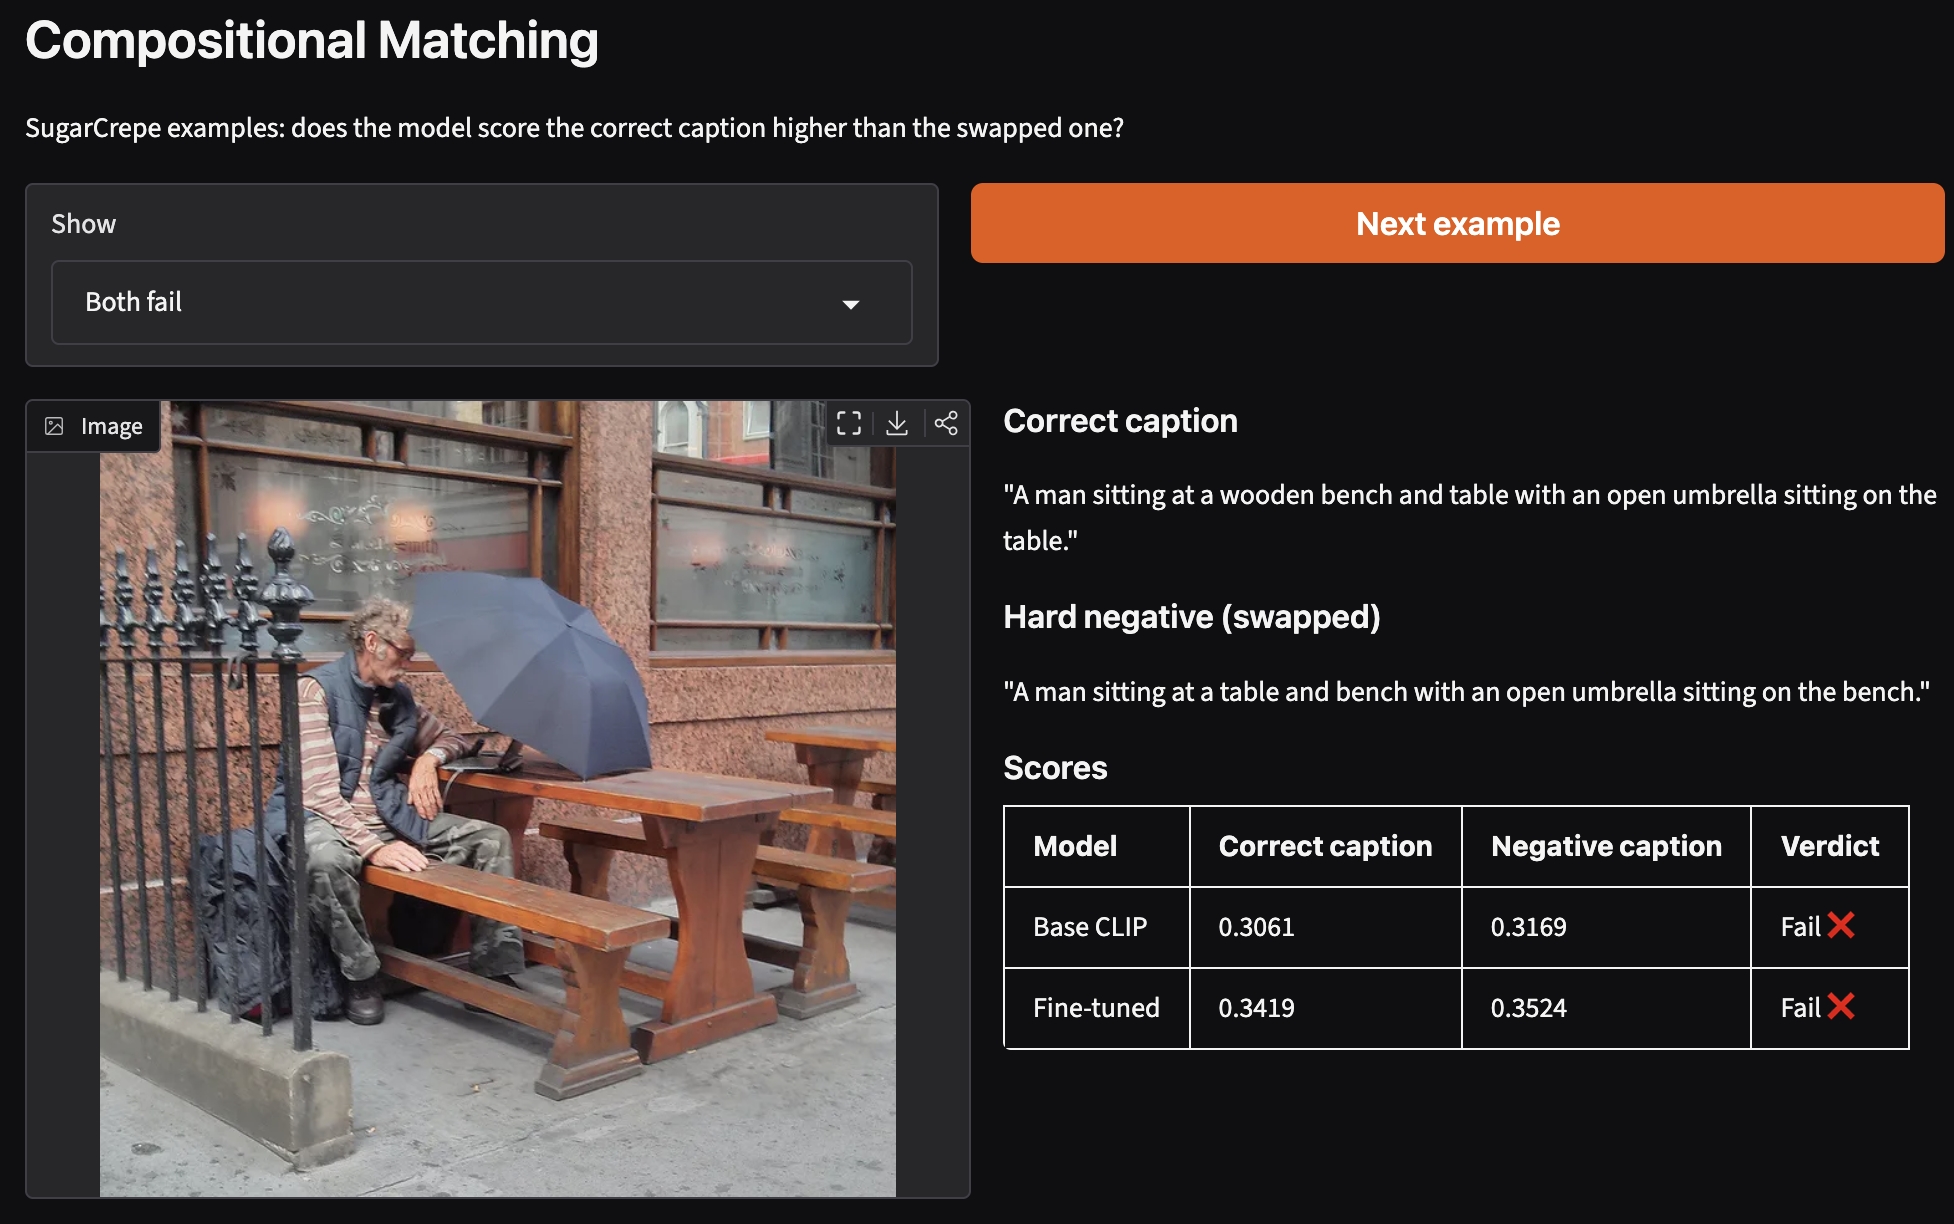 Compositional Matching
SugarCrepe examples: does the model score the correct caption higher than the swapped one?
Show
Both fail
Next example
Image
Correct caption
"A man sitting at a wooden bench and table with an open umbrella sitting on the
table."
Hard negative (swapped)
"A man sitting at a table and bench with an open umbrella sitting on the bench."
Scores
Model Correct caption Negative caption Verdict
Base CLIP 0.3061 0.3169 Fail ❌
Fine-tuned 0.3419 0.3524 Fail ❌